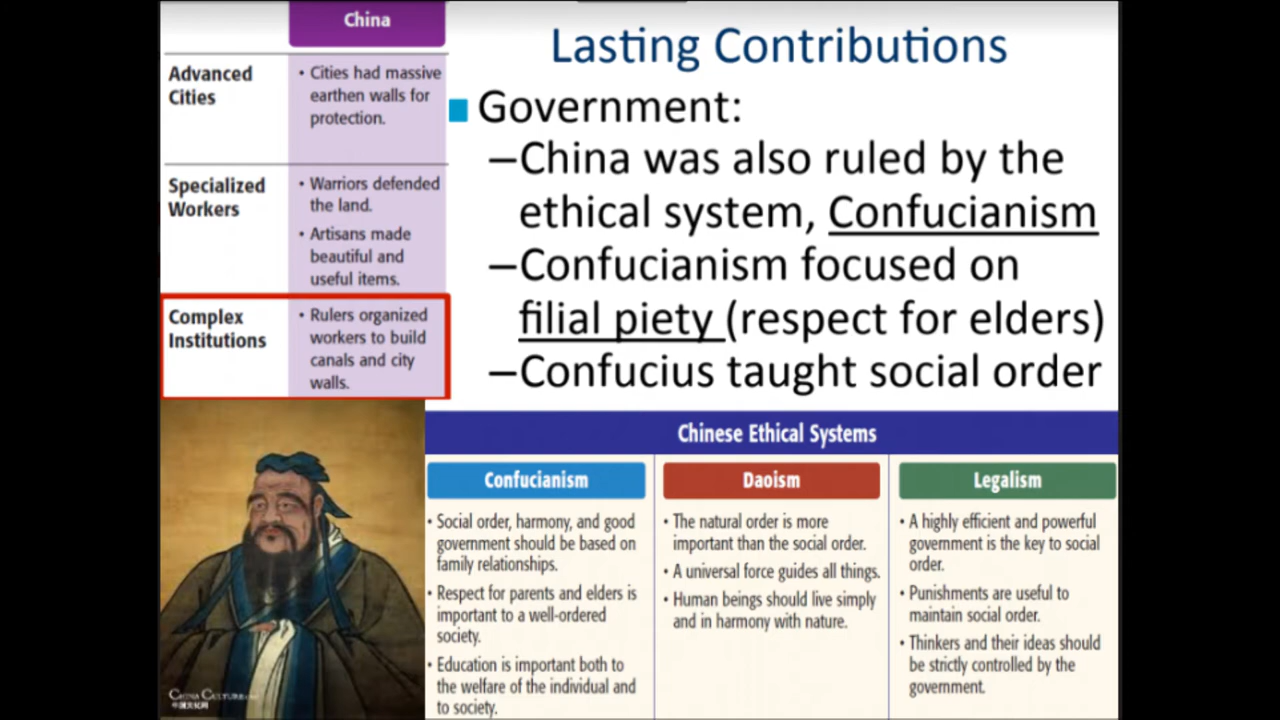 China
Advanced
Cities
• Cities had massive
earthen walls for
protection.
Specialized
Workers
• Warriors defended
the land.
• Artisans made
beautiful and
useful items.
Complex
Institutions
• Rulers organized
workers to build
canals and city
walls.
Lasting Contributions
Government:
–China was also ruled by the
ethical system, Confucianism
–Confucianism focused on
filial piety (respect for elders)
–Confucius taught social order
Chinese Ethical Systems
Confucianism
• Social order, harmony, and good
government should be based on
family relationships.
• Respect for parents and elders is
important to a well-ordered
society.
• Education is important both to
the welfare of the individual and
to society.
Daoism
• The natural order is more
important than the social order.
• A universal force guides all things.
• Human beings should live simply
and in harmony with nature.
Legalism
• A highly efficient and powerful
government is the key to social
order.
• Punishments are useful to
maintain social order.
• Thinkers and their ideas should
be strictly controlled by the
government.
CHINA CULTURE
中国文化网